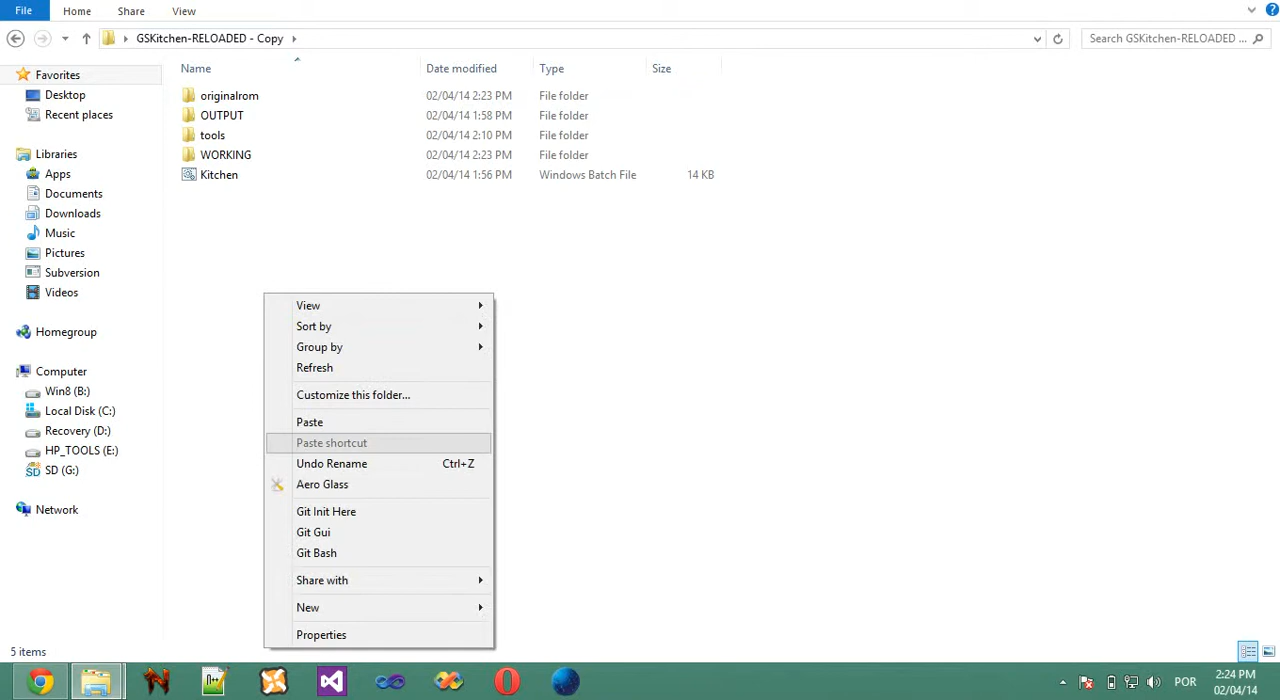 File Home Share View
GSKitchen-RELOADED - Copy Search GSKitchen-RELOADED ...
Name Date modified Type Size
Favorites
Desktop
Recent places
Libraries
Apps
Documents
Downloads
Music
Pictures
Subversion
Videos
Homegroup
Computer
Win8 (B:)
Local Disk (C:)
Recovery (D:)
HP_TOOLS (E:)
SD (G:)
Network
originalrom 02/04/14 2:23 PM File folder
OUTPUT 02/04/14 1:58 PM File folder
tools 02/04/14 2:10 PM File folder
WORKING 02/04/14 2:23 PM File folder
Kitchen 02/04/14 1:56 PM Windows Batch File 14 KB
View
Sort by
Group by
Refresh
Customize this folder...
Paste
Paste shortcut
Undo Rename Ctrl+Z
Aero Glass
Git Init Here
Git Gui
Git Bash
Share with
New
Properties
5 items
POR 2:24 PM
02/04/14